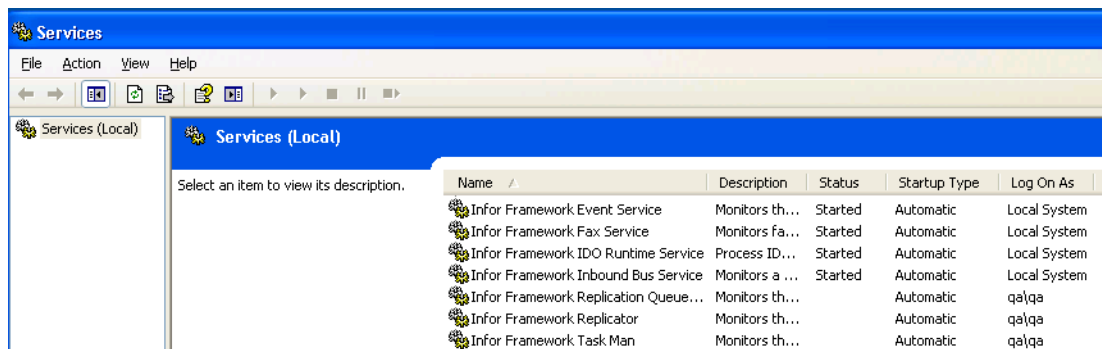 Services
File Action View Help
Services (Local)
Services (Local)
Select an item to view its description.
Name Description Status Startup Type Log On As
Infor Framework Event Service Monitors th... Started Automatic Local System
Infor Framework Fax Service Monitors fa... Started Automatic Local System
Infor Framework IDO Runtime Service Process ID... Started Automatic Local System
Infor Framework Inbound Bus Service Monitors a ... Started Automatic Local System
Infor Framework Replication Queue... Monitors th... Automatic qa\qa
Infor Framework Replicator Monitors th... Automatic qa\qa
Infor Framework Task Man Monitors th... Automatic qa\qa